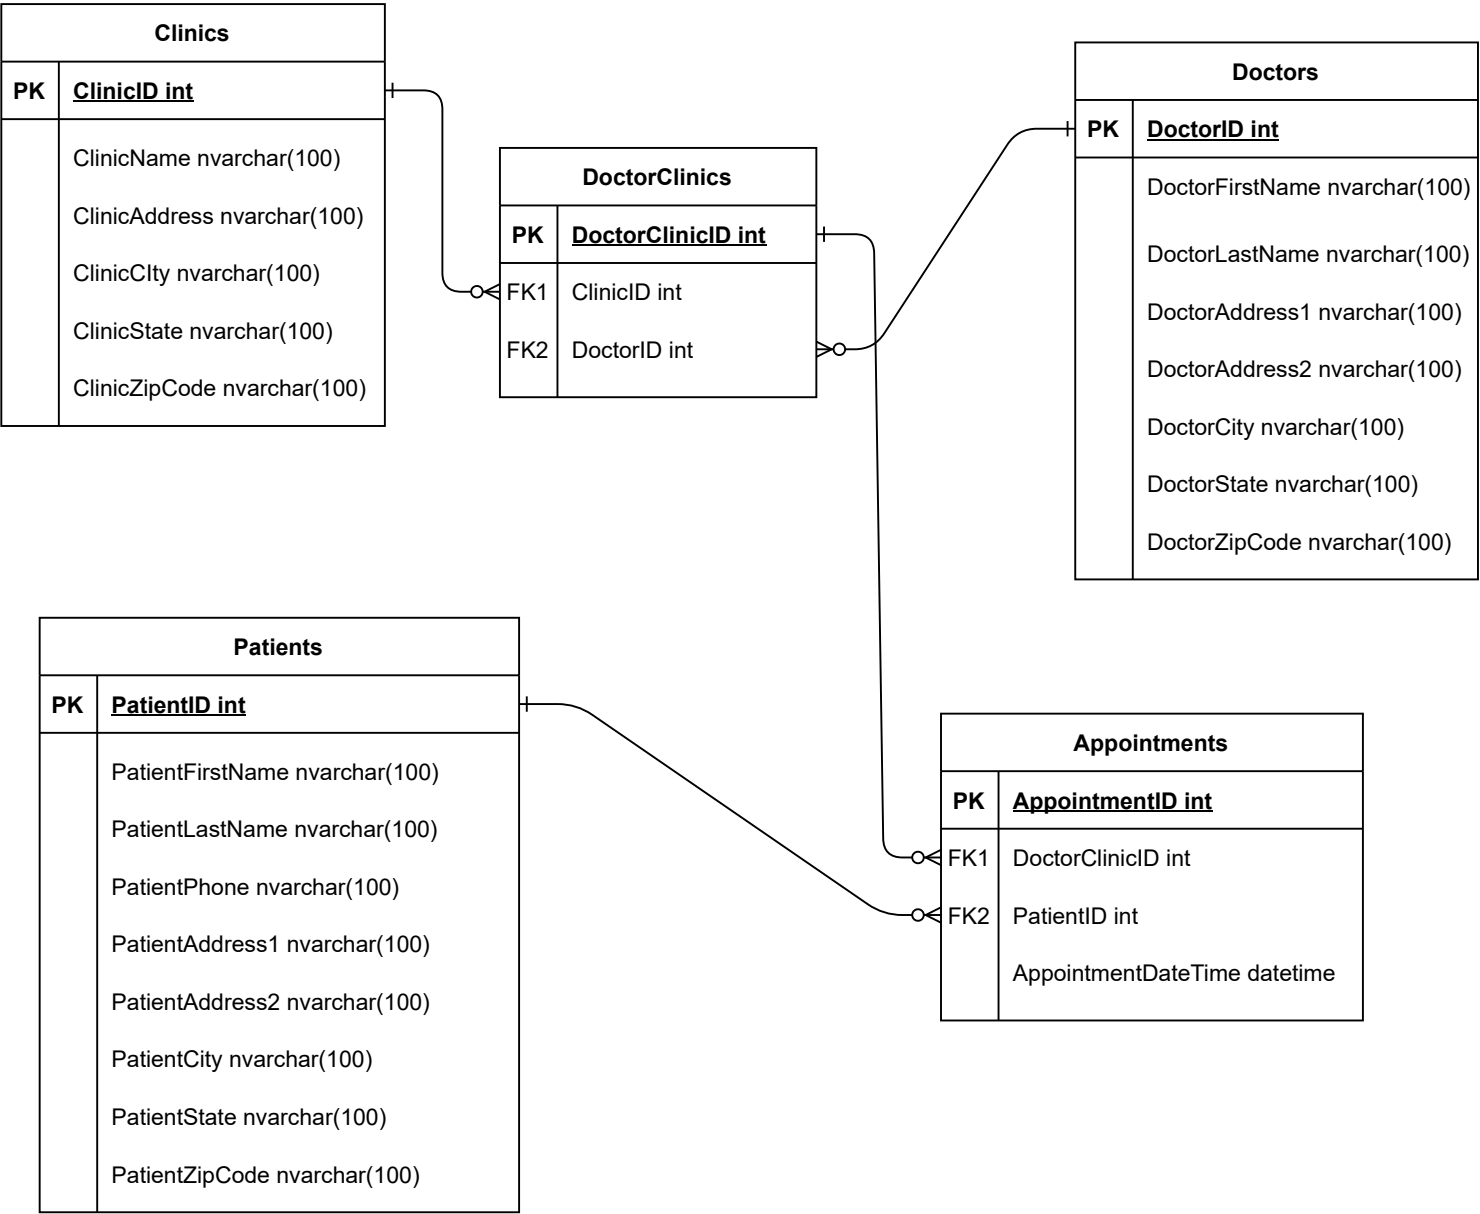 Clinics
PK ClinicID int
ClinicName nvarchar(100)
ClinicAddress nvarchar(100)
ClinicCIty nvarchar(100)
ClinicState nvarchar(100)
ClinicZipCode nvarchar(100)
DoctorClinics
PK DoctorClinicID int
FK1 ClinicID int
FK2 DoctorID int
Doctors
PK DoctorID int
DoctorFirstName nvarchar(100)
DoctorLastName nvarchar(100)
DoctorAddress1 nvarchar(100)
DoctorAddress2 nvarchar(100)
DoctorCity nvarchar(100)
DoctorState nvarchar(100)
DoctorZipCode nvarchar(100)
Patients
PK PatientID int
PatientFirstName nvarchar(100)
PatientLastName nvarchar(100)
PatientPhone nvarchar(100)
PatientAddress1 nvarchar(100)
PatientAddress2 nvarchar(100)
PatientCity nvarchar(100)
PatientState nvarchar(100)
PatientZipCode nvarchar(100)
Appointments
PK AppointmentID int
FK1 DoctorClinicID int
FK2 PatientID int
AppointmentDateTime datetime